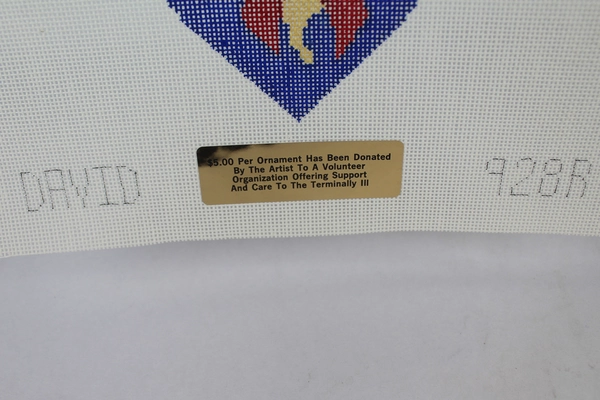 $5.00 Per Ornament Has Been Donated
By The Artist To A Volunteer
Organization Offering Support
And Care To The Terminally Ill
DAVID
928R